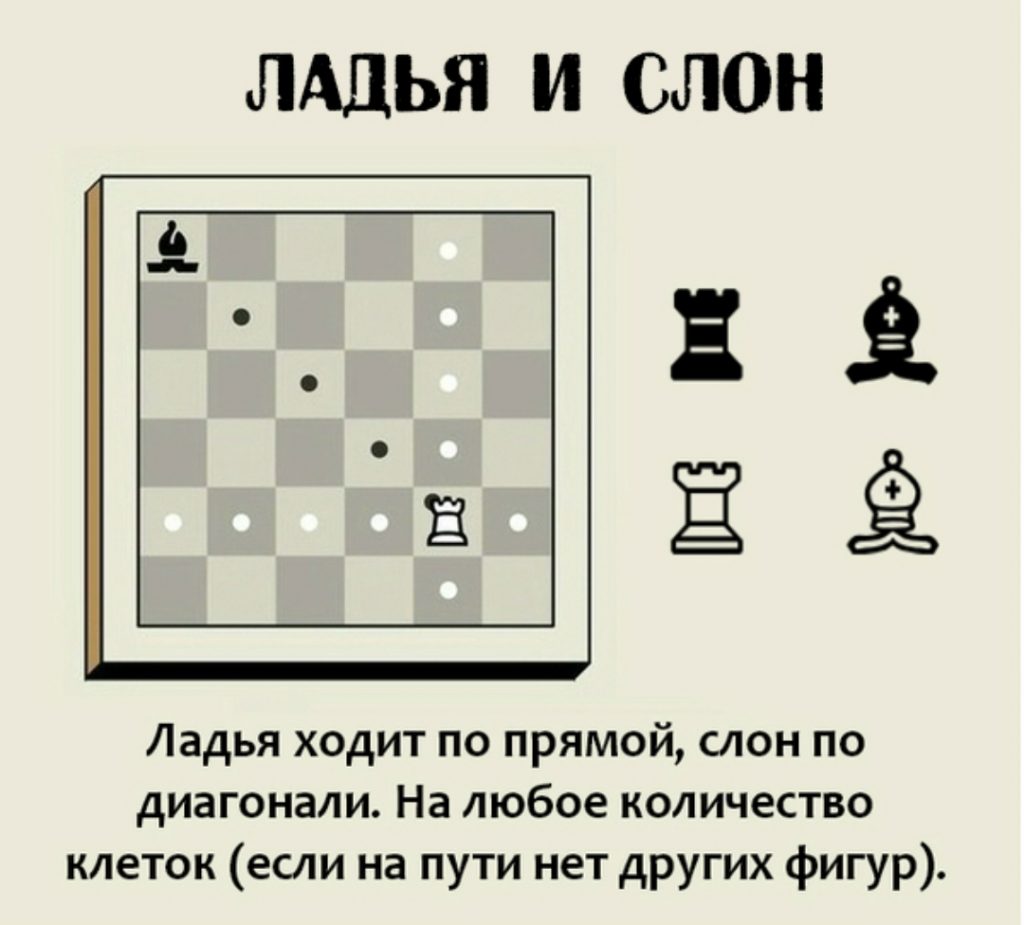 ЛАДЬЯ И СЛОН
Ладья ходит по прямой, слон по
диагонали. На любое количество
клеток (если на пути нет других фигур).